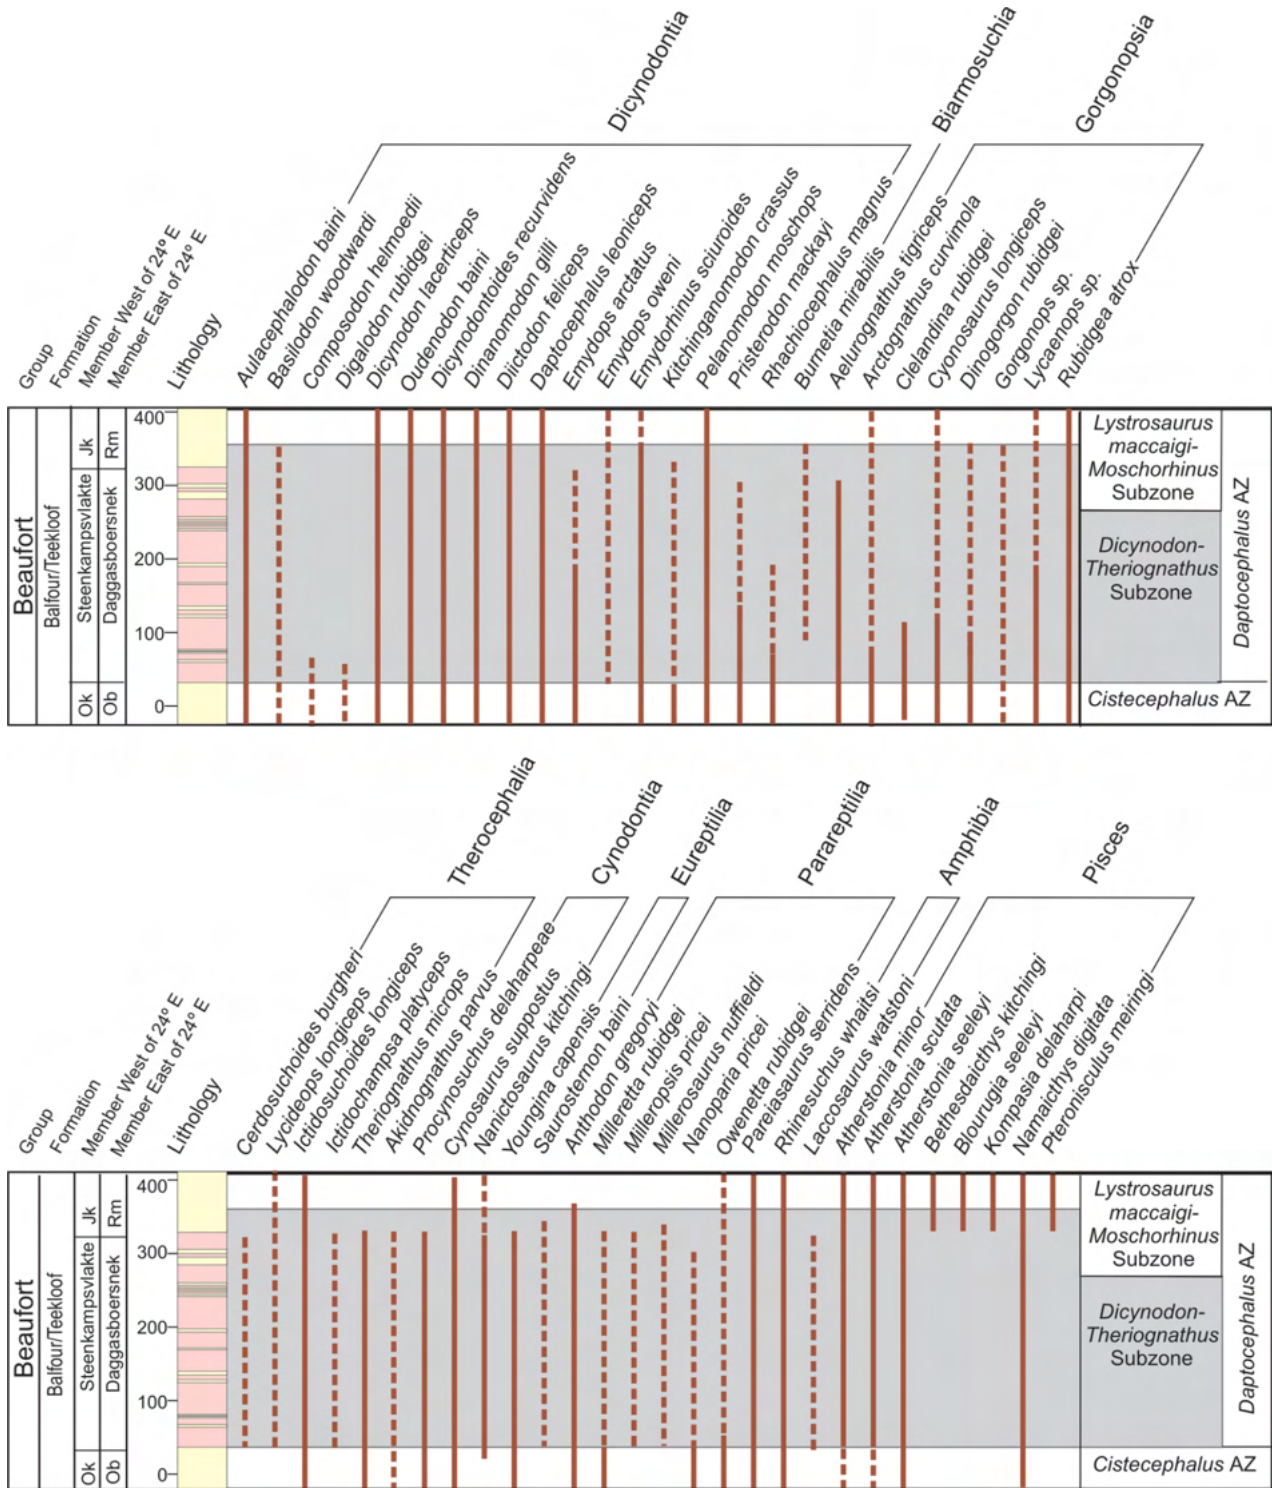 Dicynodontia
Biarmosuchia
Gorgonopsia
Group
Formation
Member West of 24° E
Member East of 24° E
Lithology
Aulacephalodon baini
Basilodon woodwardi
Composodon helmoedii
Digalodon rubidgei
Dicynodon lacerticeps
Oudenodon baini
Dicynodontoides recurvidens
Dinanomodon gilli
Diictodon feliceps
Daptocephalus leoniceps
Emydops arctatus
Emydops oweni
Emydorhinus sciuroides
Kitchinganomodon crassus
Pelanomodon moschops
Pristerodon mackayi
Rhachiocephalus magnus
Burnetia mirabilis
Aelurognathus tigriceps
Arctognathus curvimola
Clelandina rubidgei
Cyonosaurus longiceps
Dinogorgon rubidgei
Gorgonops sp.
Lycaenops sp.
Rubidgea atrox
Beaufort
Balfour/Teekloof
Jk
Steenkampsvlakte
Ok
Rm
Daggasboersnek
Ob
400
300
200
100
0
Lystrosaurus
maccaigi-
Moschorhinus
Subzone
Dicynodon-
Theriognathus
Subzone
Cistecephalus AZ
Daptocephalus AZ
Therocephalia
Cynodontia
Eureptilia
Parareptilia
Amphibia
Pisces
Group
Formation
Member West of 24° E
Member East of 24° E
Lithology
Cerdosuchoides burgheri
Lycideops longiceps
Ictidosuchoides longiceps
Ictidochampsa platyceps
Theriognathus microps
Akidnognathus parvus
Procynosuchus delaharpeae
Cynosaurus suppostus
Nanictosaurus kitchingi
Youngina capensis
Saurosternon baini
Anthodon gregoryi
Milleretta rubidgei
Milleropsis pricei
Millerosaurus nuffieldi
Nanoparia pricei
Owenetta rubidgei
Pareiasaurus serridens
Rhinesuchus whaitsi
Laccosaurus watsoni
Atherstonia minor
Atherstonia scutata
Atherstonia seeleyi
Bethesdaicthys kitchingi
Blourugia seeleyi
Kompasia delaharpi
Namaicthys digitata
Pteronisculus meiringi
Beaufort
Balfour/Teekloof
Jk
Steenkampsvlakte
Ok
Rm
Daggasboersnek
Ob
400
300
200
100
0
Lystrosaurus
maccaigi-
Moschorhinus
Subzone
Dicynodon-
Theriognathus
Subzone
Cistecephalus AZ
Daptocephalus AZ